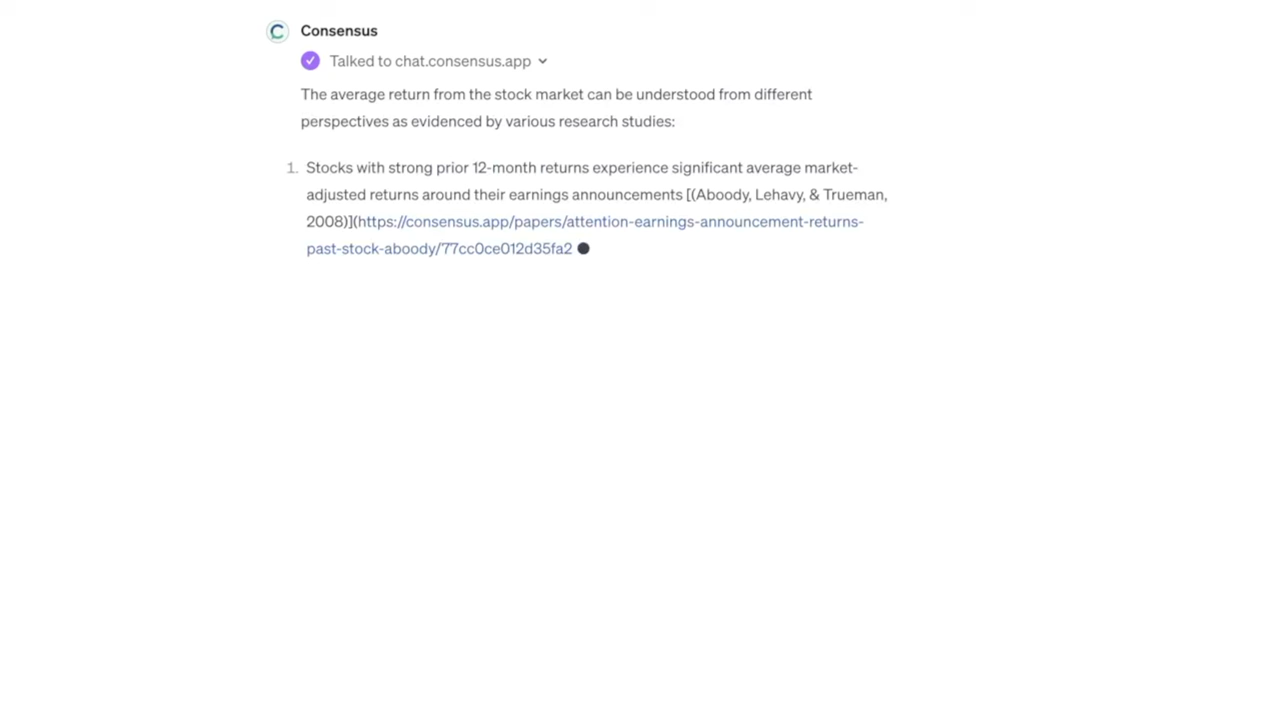 Consensus
Talked to chat.consensus.app
The average return from the stock market can be understood from different
perspectives as evidenced by various research studies:
1. Stocks with strong prior 12-month returns experience significant average market-
adjusted returns around their earnings announcements [(Aboody, Lehavy, & Trueman,
2008)](https://consensus.app/papers/attention-earnings-announcement-returns-
past-stock-aboody/77cc0ce012d35fa2